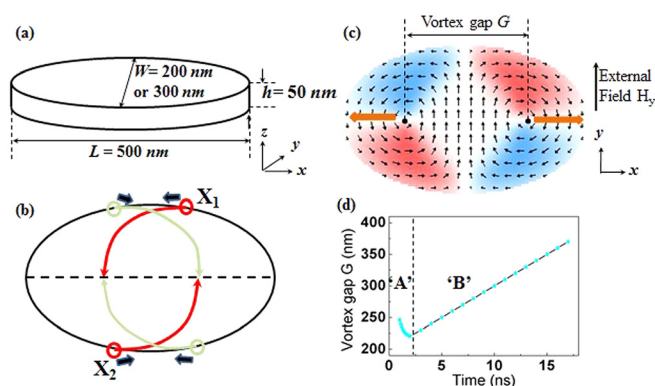 (a)
W= 200 nm
or 300 nm
h= 50 nm
L = 500 nm
z
y
x
(b)
X1
X2
(c)
Vortex gap G
External
Field Hy
y
x
(d)
Vortex gap G (nm)
400
350
300
250
200
'A'
'B'
0
5
10
15
Time (ns)